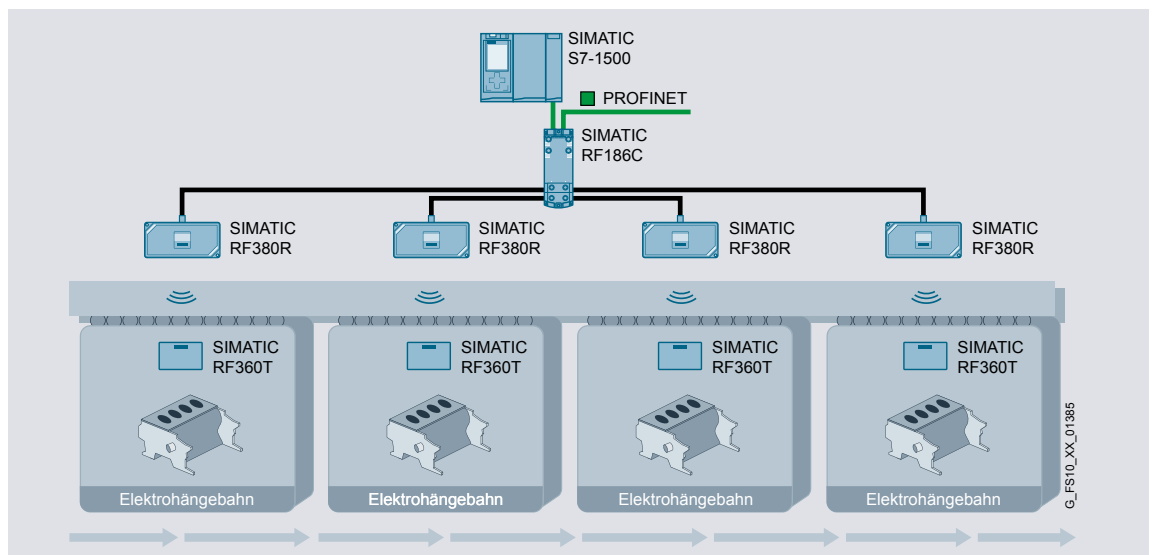 SIMATIC
S7-1500
PROFINET
SIMATIC
RF186C
SIMATIC
RF380R
SIMATIC
RF380R
SIMATIC
RF380R
SIMATIC
RF380R
SIMATIC
RF360T
SIMATIC
RF360T
SIMATIC
RF360T
SIMATIC
RF360T
Elektrohängebahn
Elektrohängebahn
Elektrohängebahn
Elektrohängebahn
G_FS10_XX_01385